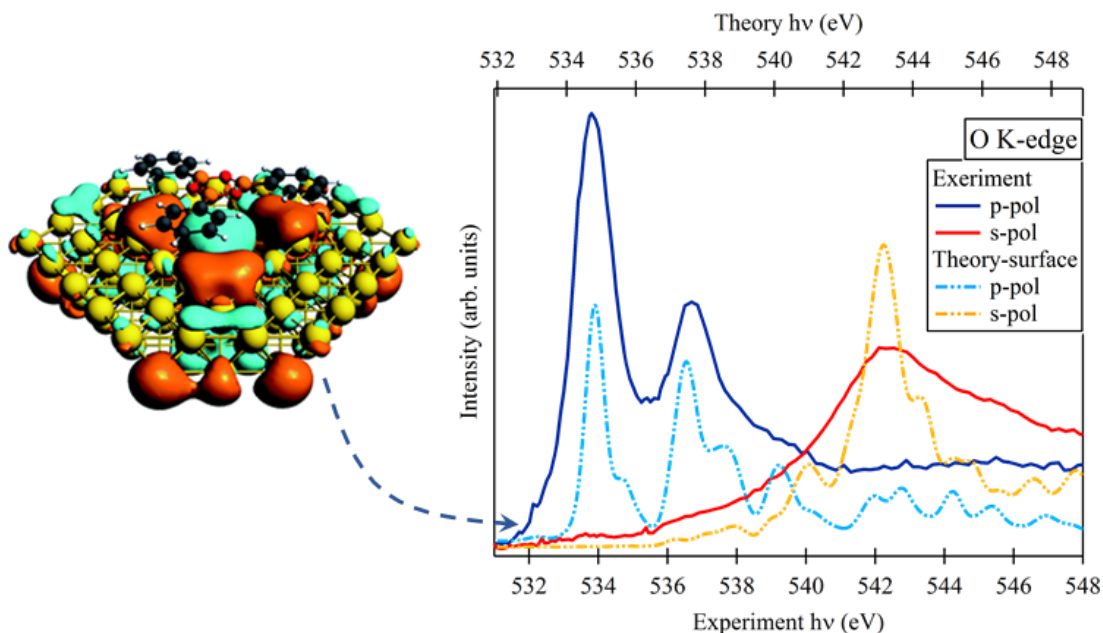 Theory hν (eV)
532 534 536 538 540 542 544 546 548
O K-edge
Exeriment
p-pol
s-pol
Theory-surface
p-pol
s-pol
Intensity (arb. units)
532 534 536 538 540 542 544 546 548
Experiment hν (eV)